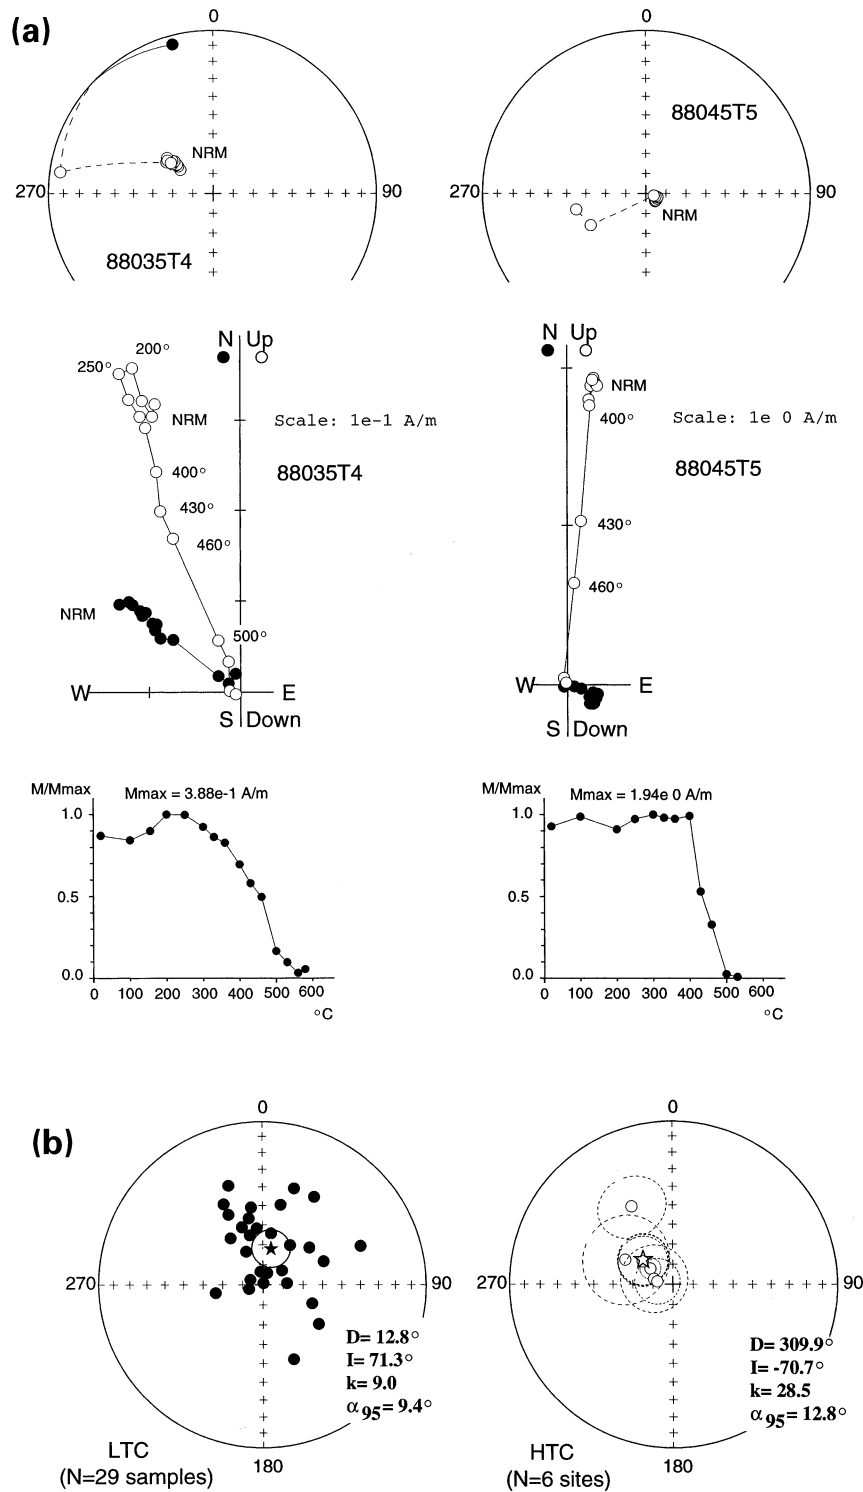 (a)
0
0
88045T5
NRM
270
90
270
90
NRM
88035T4
N Up
N Up
200°
250°
NRM
NRM
Scale: 1e-1 A/m
400°
Scale: 1e 0 A/m
400°
88035T4
88045T5
430°
430°
460°
460°
NRM
500°
W
E
W
E
S Down
S Down
M/Mmax
Mmax = 3.88e-1 A/m
M/Mmax
Mmax = 1.94e 0 A/m
1.0
1.0
0.5
0.5
0.0
0.0
0 100 200 300 400 500 600
0 100 200 300 400 500 600
°C
°C
(b)
0
0
270
90
270
90
D= 12.8°
I= 71.3°
k= 9.0
α95= 9.4°
D= 309.9°
I= -70.7°
k= 28.5
α95= 12.8°
LTC
180
(N=29 samples)
HTC
180
(N=6 sites)